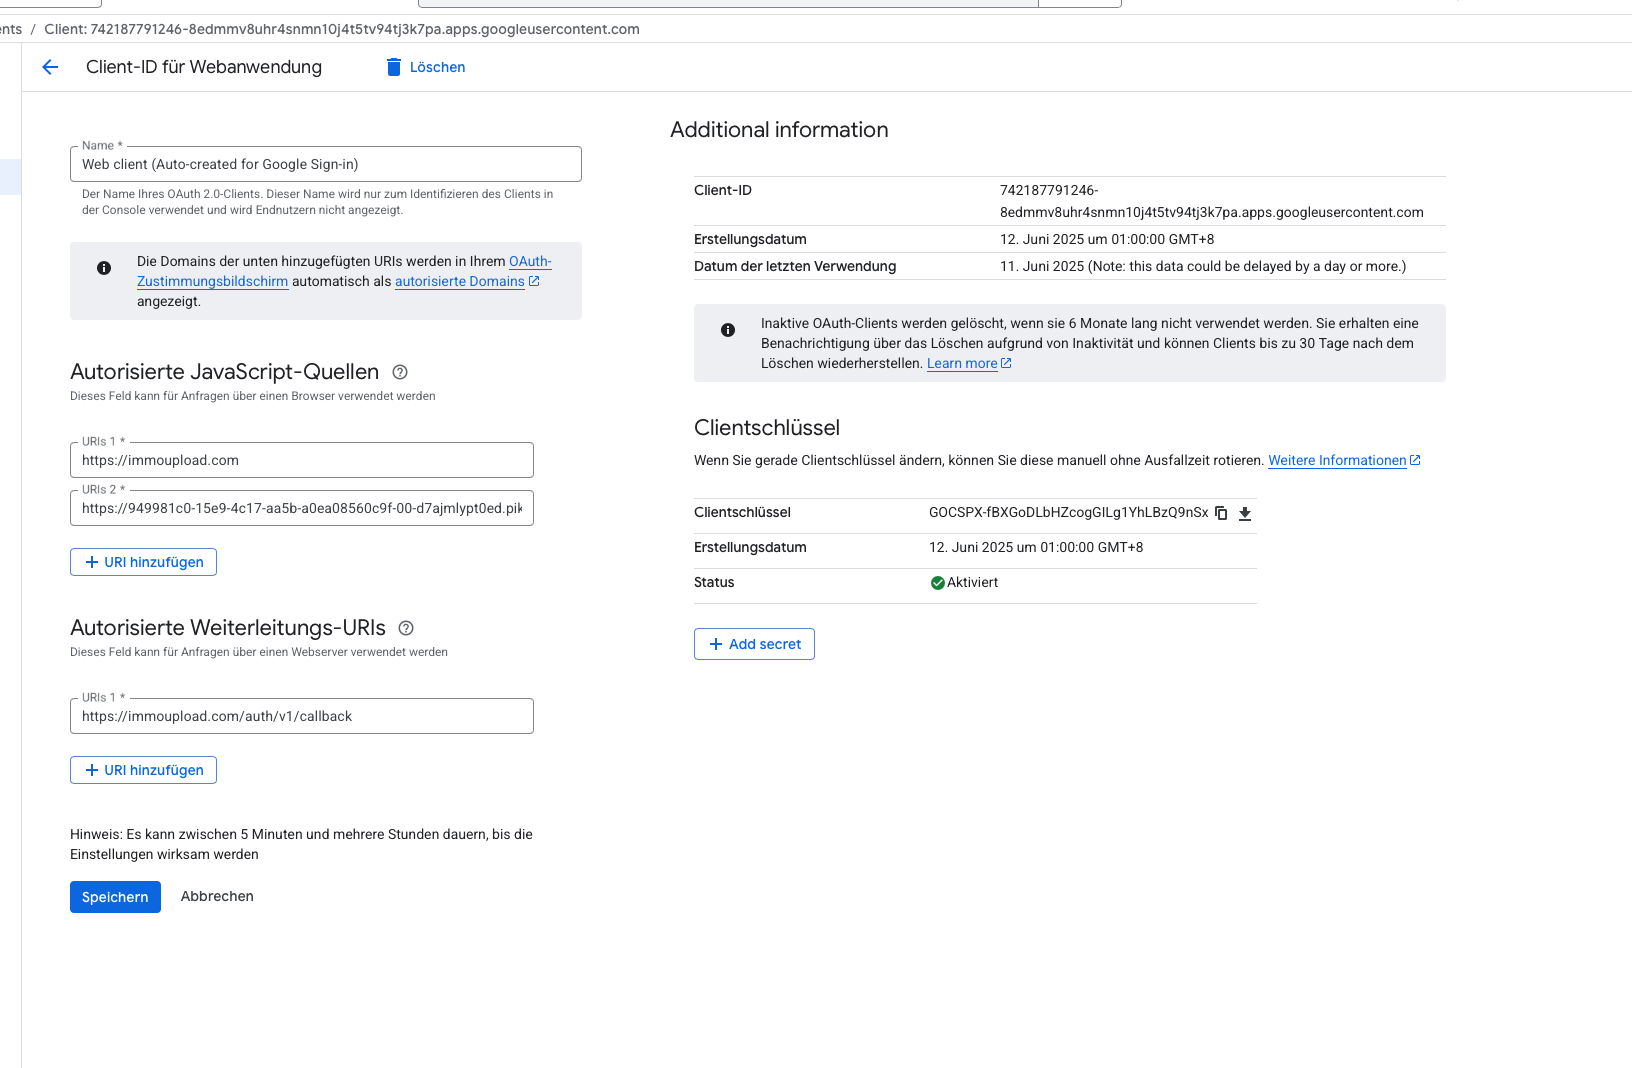 ents / Client: 742187791246-8edmmv8uhr4snmn10j4t5tv94tj3k7pa.apps.googleusercontent.com
Client-ID für Webanwendung
Löschen
Name *
Web client (Auto-created for Google Sign-in)
Der Name Ihres OAuth 2.0-Clients. Dieser Name wird nur zum Identifizieren des Clients in
der Console verwendet und wird Endnutzern nicht angezeigt.
Die Domains der unten hinzugefügten URIs werden in Ihrem OAuth-
Zustimmungsbildschirm automatisch als autorisierte Domains
angezeigt.
Autorisierte JavaScript-Quellen
Dieses Feld kann für Anfragen über einen Browser verwendet werden
URIs 1 *
https://immoupload.com
URIs 2 *
https://949981c0-15e9-4c17-aa5b-a0ea08560c9f-00-d7ajmlypt0ed.pik
+ URI hinzufügen
Autorisierte Weiterleitungs-URIs
Dieses Feld kann für Anfragen über einen Webserver verwendet werden
URIs 1 *
https://immoupload.com/auth/v1/callback
+ URI hinzufügen
Hinweis: Es kann zwischen 5 Minuten und mehrere Stunden dauern, bis die
Einstellungen wirksam werden
Speichern
Abbrechen
Additional information
Client-ID
742187791246-
8edmmv8uhr4snmn10j4t5tv94tj3k7pa.apps.googleusercontent.com
Erstellungsdatum
12. Juni 2025 um 01:00:00 GMT+8
Datum der letzten Verwendung
11. Juni 2025 (Note: this data could be delayed by a day or more.)
Inaktive OAuth-Clients werden gelöscht, wenn sie 6 Monate lang nicht verwendet werden. Sie erhalten eine
Benachrichtigung über das Löschen aufgrund von Inaktivität und können Clients bis zu 30 Tage nach dem
Löschen wiederherstellen. Learn more
Clientschlüssel
Wenn Sie gerade Clientschlüssel ändern, können Sie diese manuell ohne Ausfallzeit rotieren. Weitere Informationen
Clientschlüssel
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
Erstellungsdatum
12. Juni 2025 um 01:00:00 GMT+8
Status
Aktiviert
+ Add secret